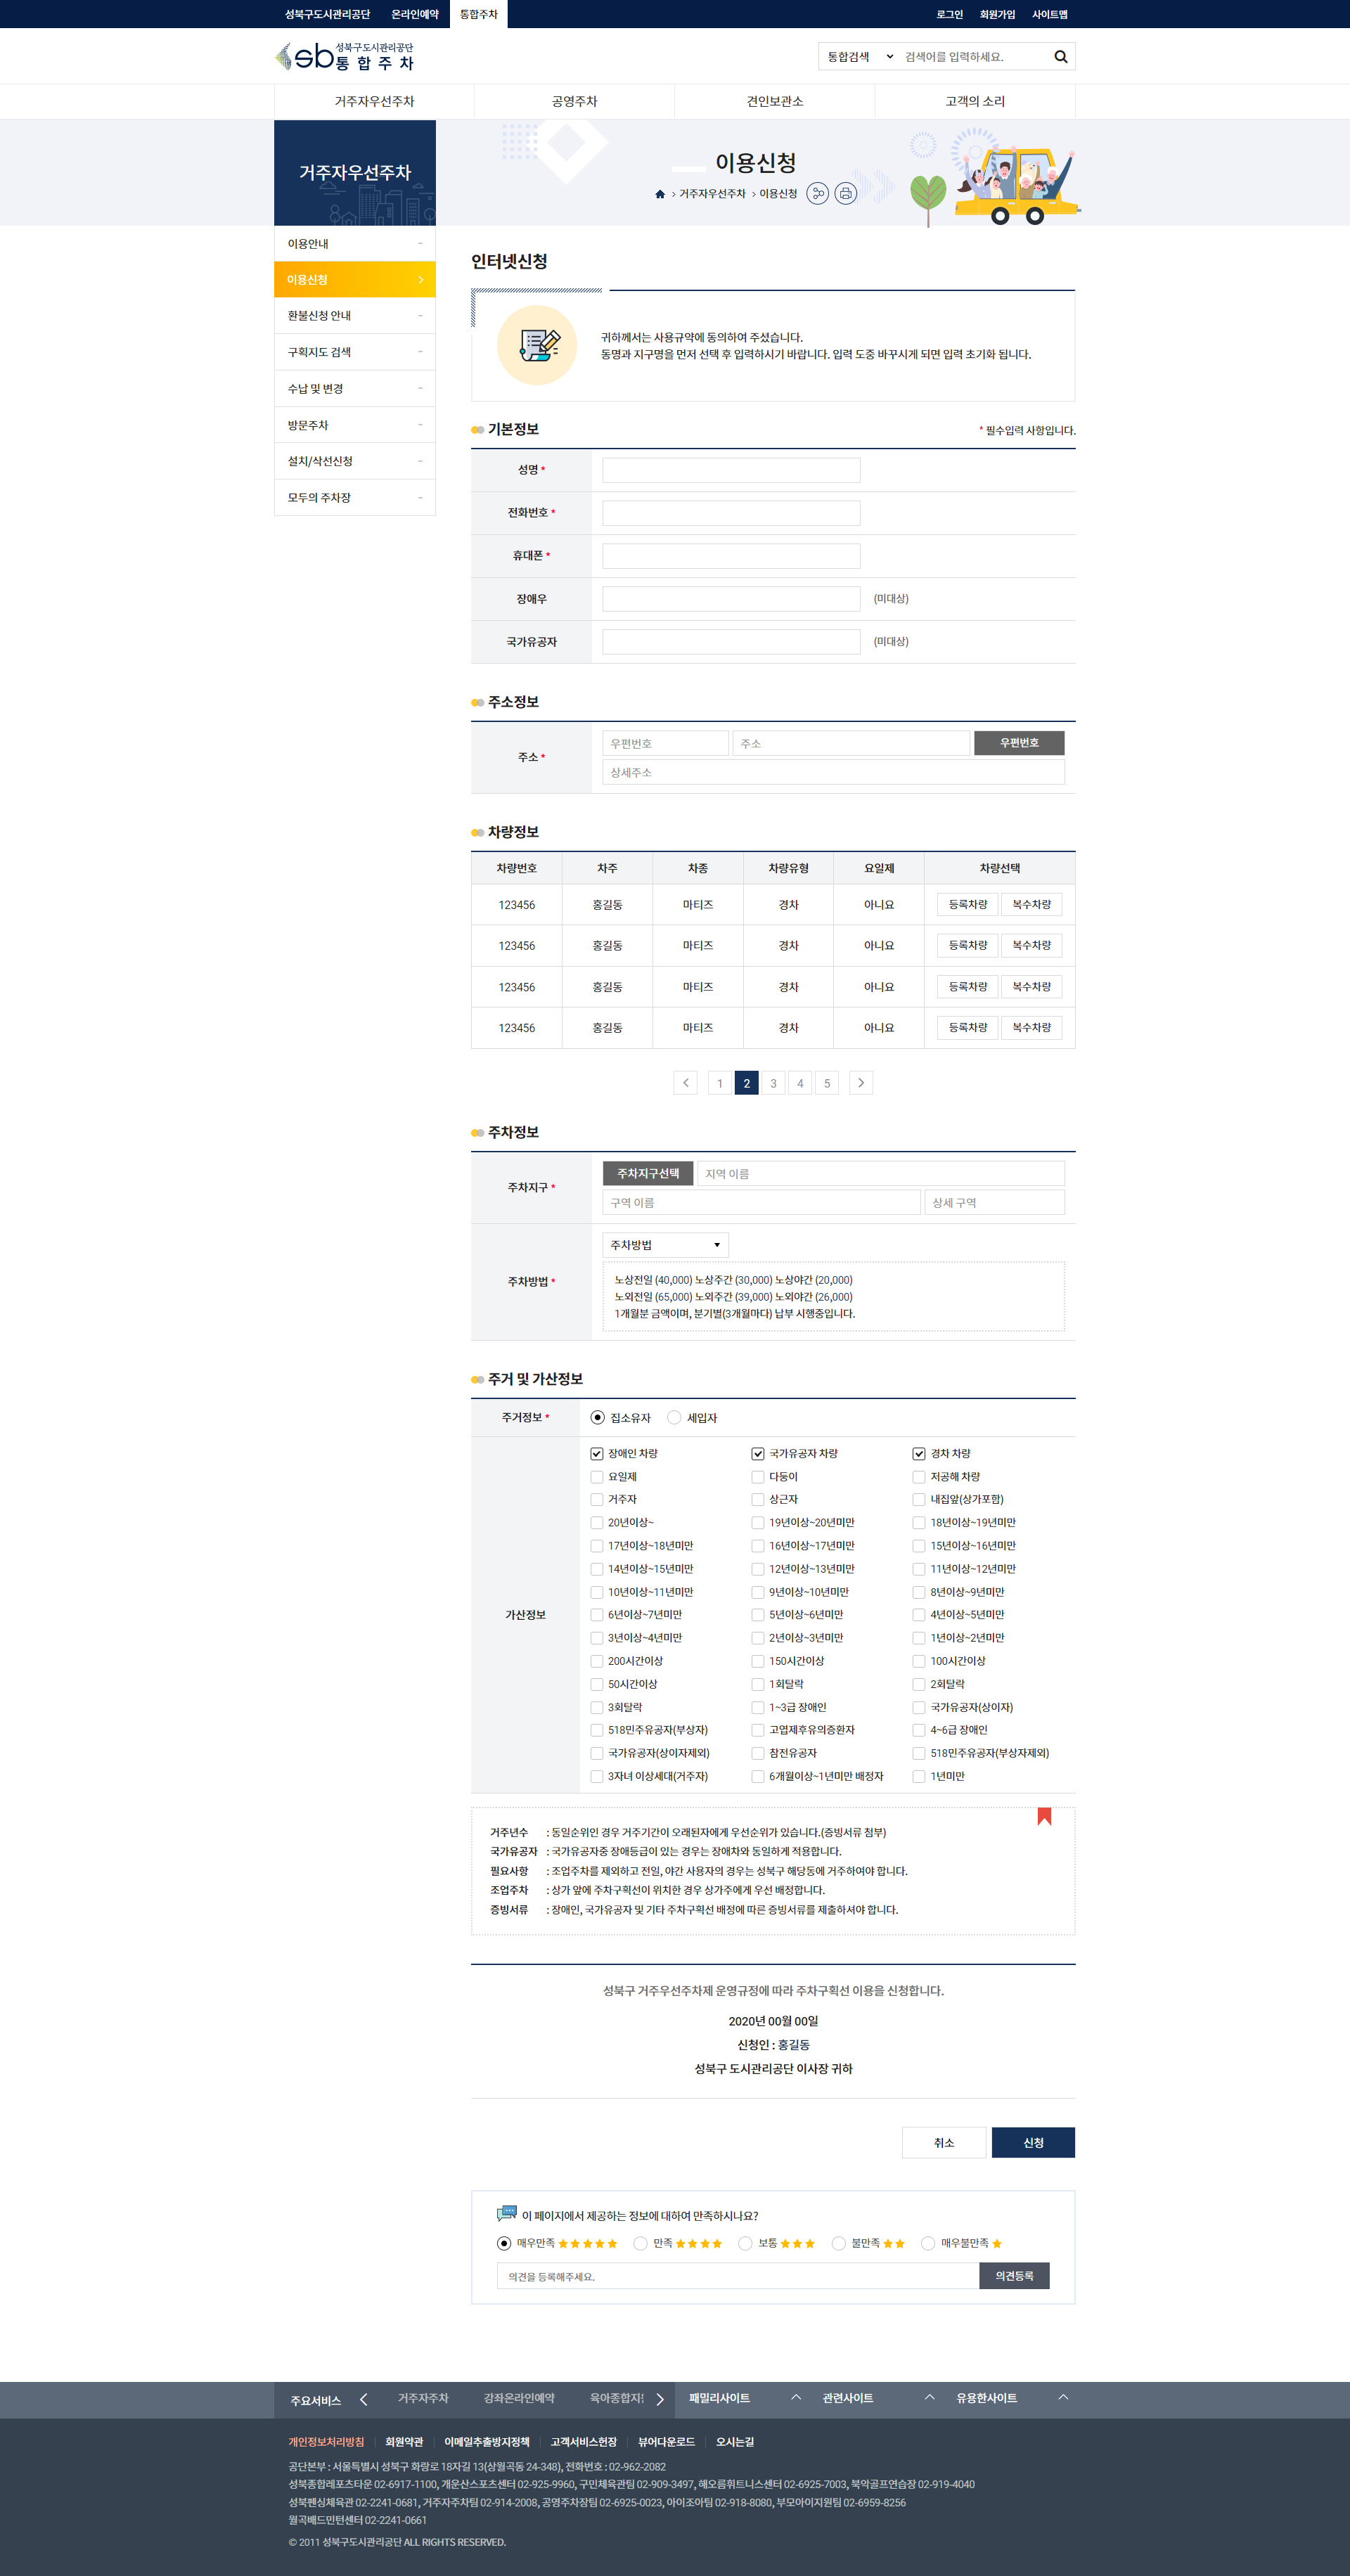 성북구도시관리공단 온라인예약 통합주차 로그인 회원가입 사이트맵
sb 성북구도시관리공단 통합주차
통합검색 검색어를 입력하세요.
거주자우선주차 공영주차 견인보관소 고객의 소리
거주자우선주차
이용신청
거주자우선주차 이용신청
이용안내
이용신청
환불신청 안내
구획지도 검색
수납 및 변경
방문주차
설치/삭선신청
모두의 주차장
인터넷신청
귀하께서는 사용규약에 동의하여 주셨습니다.
동명과 지구명을 먼저 선택 후 입력하시기 바랍니다. 입력 도중 바꾸시게 되면 입력 초기화 됩니다.
기본정보 * 필수입력 사항입니다.
성명 *
전화번호 *
휴대폰 *
장애우 (미대상)
국가유공자 (미대상)
주소정보
주소 * 우편번호 주소 우편번호
상세주소
차량정보
차량번호 차주 차종 차량유형 요일제 차량선택
123456 홍길동 마티즈 경차 아니요 등록차량 복수차량
123456 홍길동 마티즈 경차 아니요 등록차량 복수차량
123456 홍길동 마티즈 경차 아니요 등록차량 복수차량
123456 홍길동 마티즈 경차 아니요 등록차량 복수차량
1 2 3 4 5
주차정보
주차지구 * 주차지구선택 지역 이름
구역 이름 상세 구역
주차방법 * 주차방법
노상전일 (40,000) 노상주간 (30,000) 노상야간 (20,000)
노외전일 (65,000) 노외주간 (39,000) 노외야간 (26,000)
1개월분 금액이며, 분기별(3개월마다) 납부 시행중입니다.
주거 및 가산정보
주거정보 * 집소유자 세입자
가산정보
장애인 차량 국가유공자 차량 경차 차량
요일제 다둥이 저공해 차량
거주자 상근자 내집앞(상가포함)
20년이상~ 19년이상~20년미만 18년이상~19년미만
17년이상~18년미만 16년이상~17년미만 15년이상~16년미만
14년이상~15년미만 12년이상~13년미만 11년이상~12년미만
10년이상~11년미만 9년이상~10년미만 8년이상~9년미만
6년이상~7년미만 5년이상~6년미만 4년이상~5년미만
3년이상~4년미만 2년이상~3년미만 1년이상~2년미만
200시간이상 150시간이상 100시간이상
50시간이상 1회탈락 2회탈락
3회탈락 1~3급 장애인 국가유공자(상이자)
518민주유공자(부상자) 고엽제후유의증환자 4~6급 장애인
국가유공자(상이자제외) 참전유공자 518민주유공자(부상자제외)
3자녀 이상세대(거주자) 6개월이상~1년미만 배정자 1년미만
거주년수 : 동일순위인 경우 거주기간이 오래된자에게 우선순위가 있습니다.(증빙서류 첨부)
국가유공자 : 국가유공자중 장애등급이 있는 경우는 장애차와 동일하게 적용합니다.
필요사항 : 조업주차를 제외하고 전일, 야간 사용자의 경우는 성북구 해당동에 거주하여야 합니다.
조업주차 : 상가 앞에 주차구획선이 위치한 경우 상가주에게 우선 배정합니다.
증빙서류 : 장애인, 국가유공자 및 기타 주차구획선 배정에 따른 증빙서류를 제출하셔야 합니다.
성북구 거주우선주차제 운영규정에 따라 주차구획선 이용을 신청합니다.
2020년 00월 00일
신청인 : 홍길동
성북구 도시관리공단 이사장 귀하
취소 신청
이 페이지에서 제공하는 정보에 대하여 만족하시나요?
매우만족 ★★★★★ 만족 ★★★★ 보통 ★★★ 불만족 ★★ 매우불만족 ★
의견을 등록해주세요. 의견등록
주요서비스 거주자주차 강좌온라인예약 육아종합지 패밀리사이트 관련사이트 유용한사이트
개인정보처리방침 회원약관 이메일추출방지정책 고객서비스헌장 뷰어다운로드 오시는길
공단본부 : 서울특별시 성북구 화랑로 18자길 13(상월곡동 24-348), 전화번호 : 02-962-2082
성북종합레포츠타운 02-6917-1100, 개운산스포츠센터 02-925-9960, 구민체육관팀 02-909-3497, 해오름휘트니스센터 02-6925-7003, 북악골프연습장 02-919-4040
성북펜싱체육관 02-2241-0681, 거주자주차팀 02-914-2008, 공영주차장팀 02-6925-0023, 아이조아팀 02-918-8080, 부모아이지원팀 02-6959-8256
월곡배드민턴센터 02-2241-0661
© 2011 성북구도시관리공단 ALL RIGHTS RESERVED.